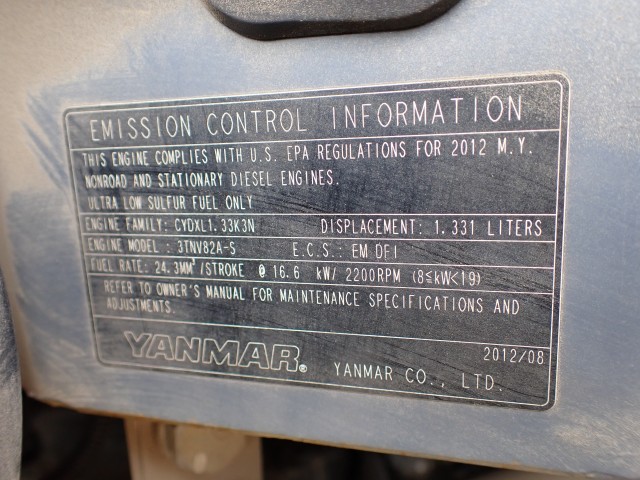 EMISSION CONTROL INFORMATION
THIS ENGINE COMPLIES WITH U.S. EPA REGULATIONS FOR 2012 M.Y.
NONROAD AND STATIONARY DIESEL ENGINES.
ULTRA LOW SULFUR FUEL ONLY
ENGINE FAMILY: CYDXL1.33K3N DISPLACEMENT: 1.331 LITERS
ENGINE MODEL: 3TNV82A-S E.C.S.: EM DFI
FUEL RATE: 24.3MM³/STROKE @ 16.6 kW/ 2200RPM (8≤kW<19)
REFER TO OWNER'S MANUAL FOR MAINTENANCE SPECIFICATIONS AND
ADJUSTMENTS.
2012/08
YANMAR® YANMAR CO., LTD.